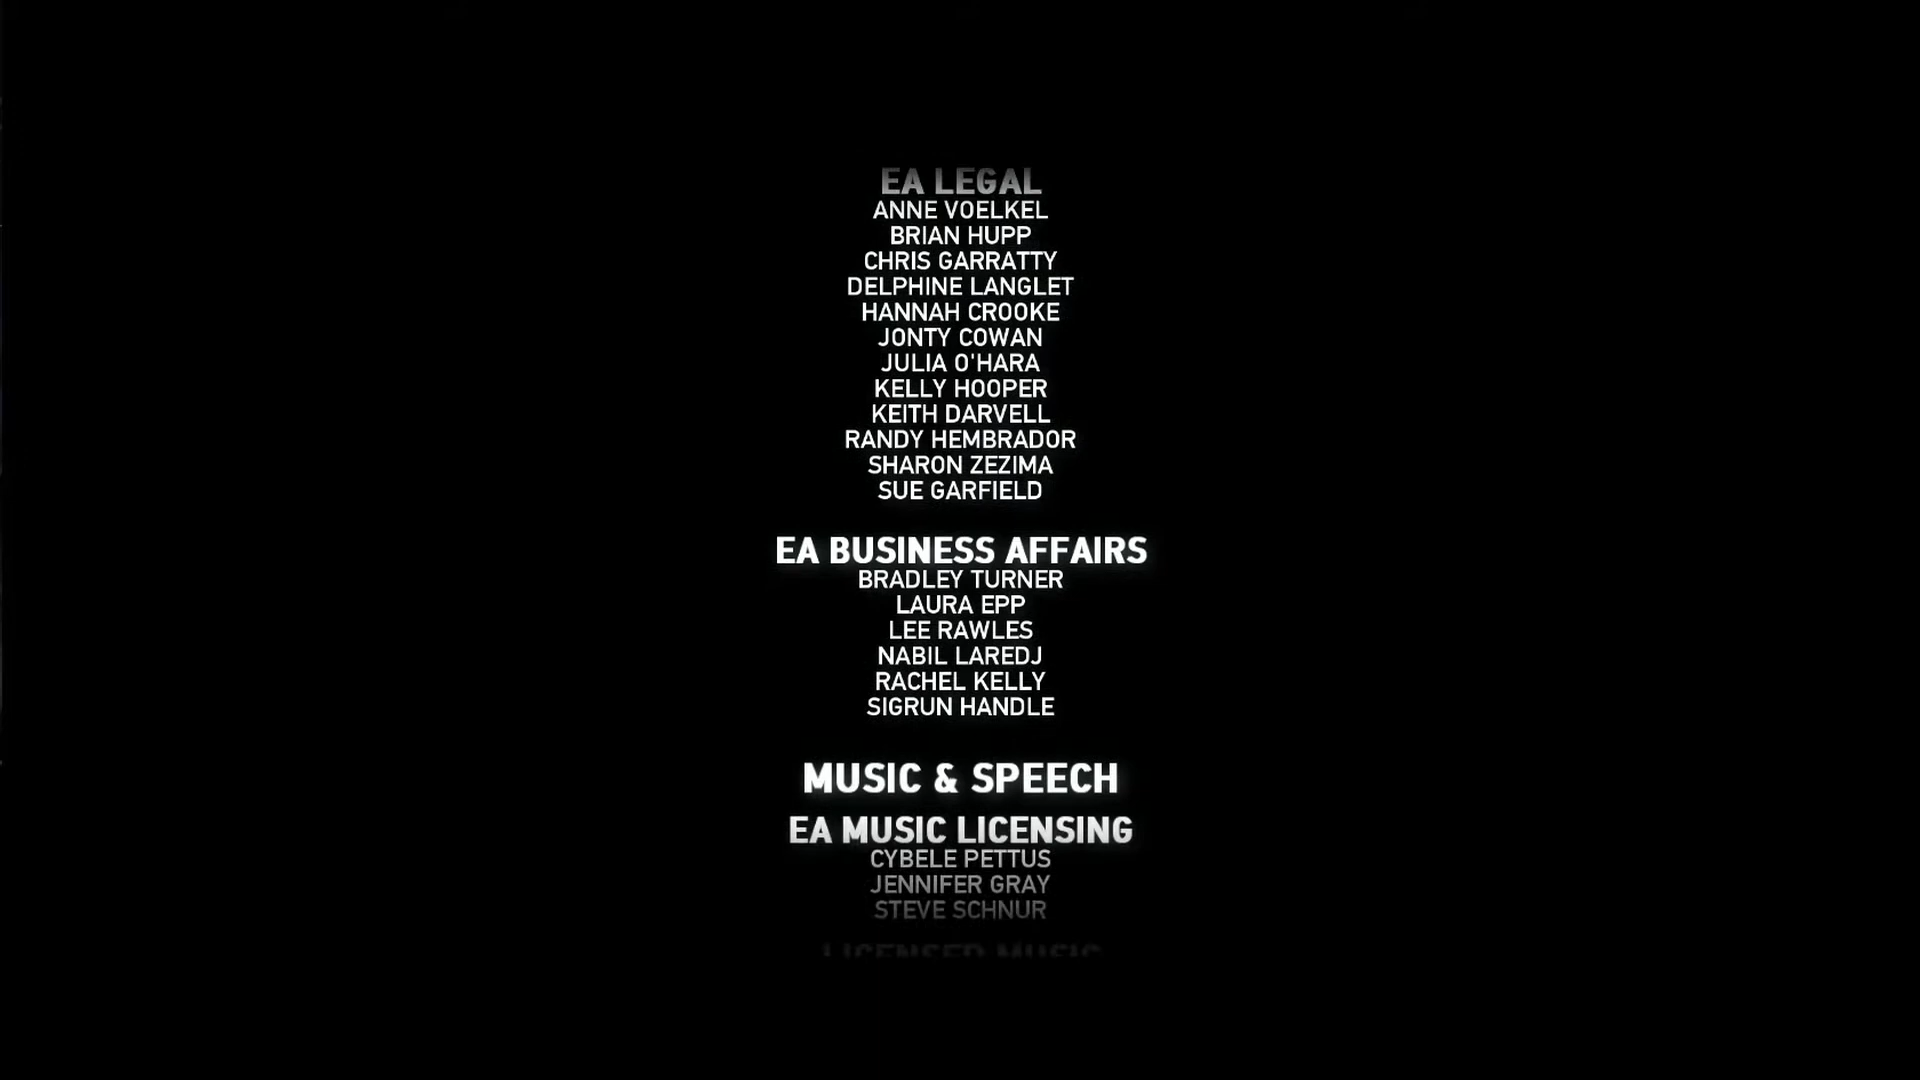 EA LEGAL
ANNE VOELKEL
BRIAN HUPP
CHRIS GARRATTY
DELPHINE LANGLET
HANNAH CROOKE
JONTY COWAN
JULIA O'HARA
KELLY HOOPER
KEITH DARVELL
RANDY HEMBRADOR
SHARON ZEZIMA
SUE GARFIELD
EA BUSINESS AFFAIRS
BRADLEY TURNER
LAURA EPP
LEE RAWLES
NABIL LAREDJ
RACHEL KELLY
SIGRUN HANDLE
MUSIC & SPEECH
EA MUSIC LICENSING
CYBELE PETTUS
JENNIFER GRAY
STEVE SCHNUR
LICENSED MUSIC